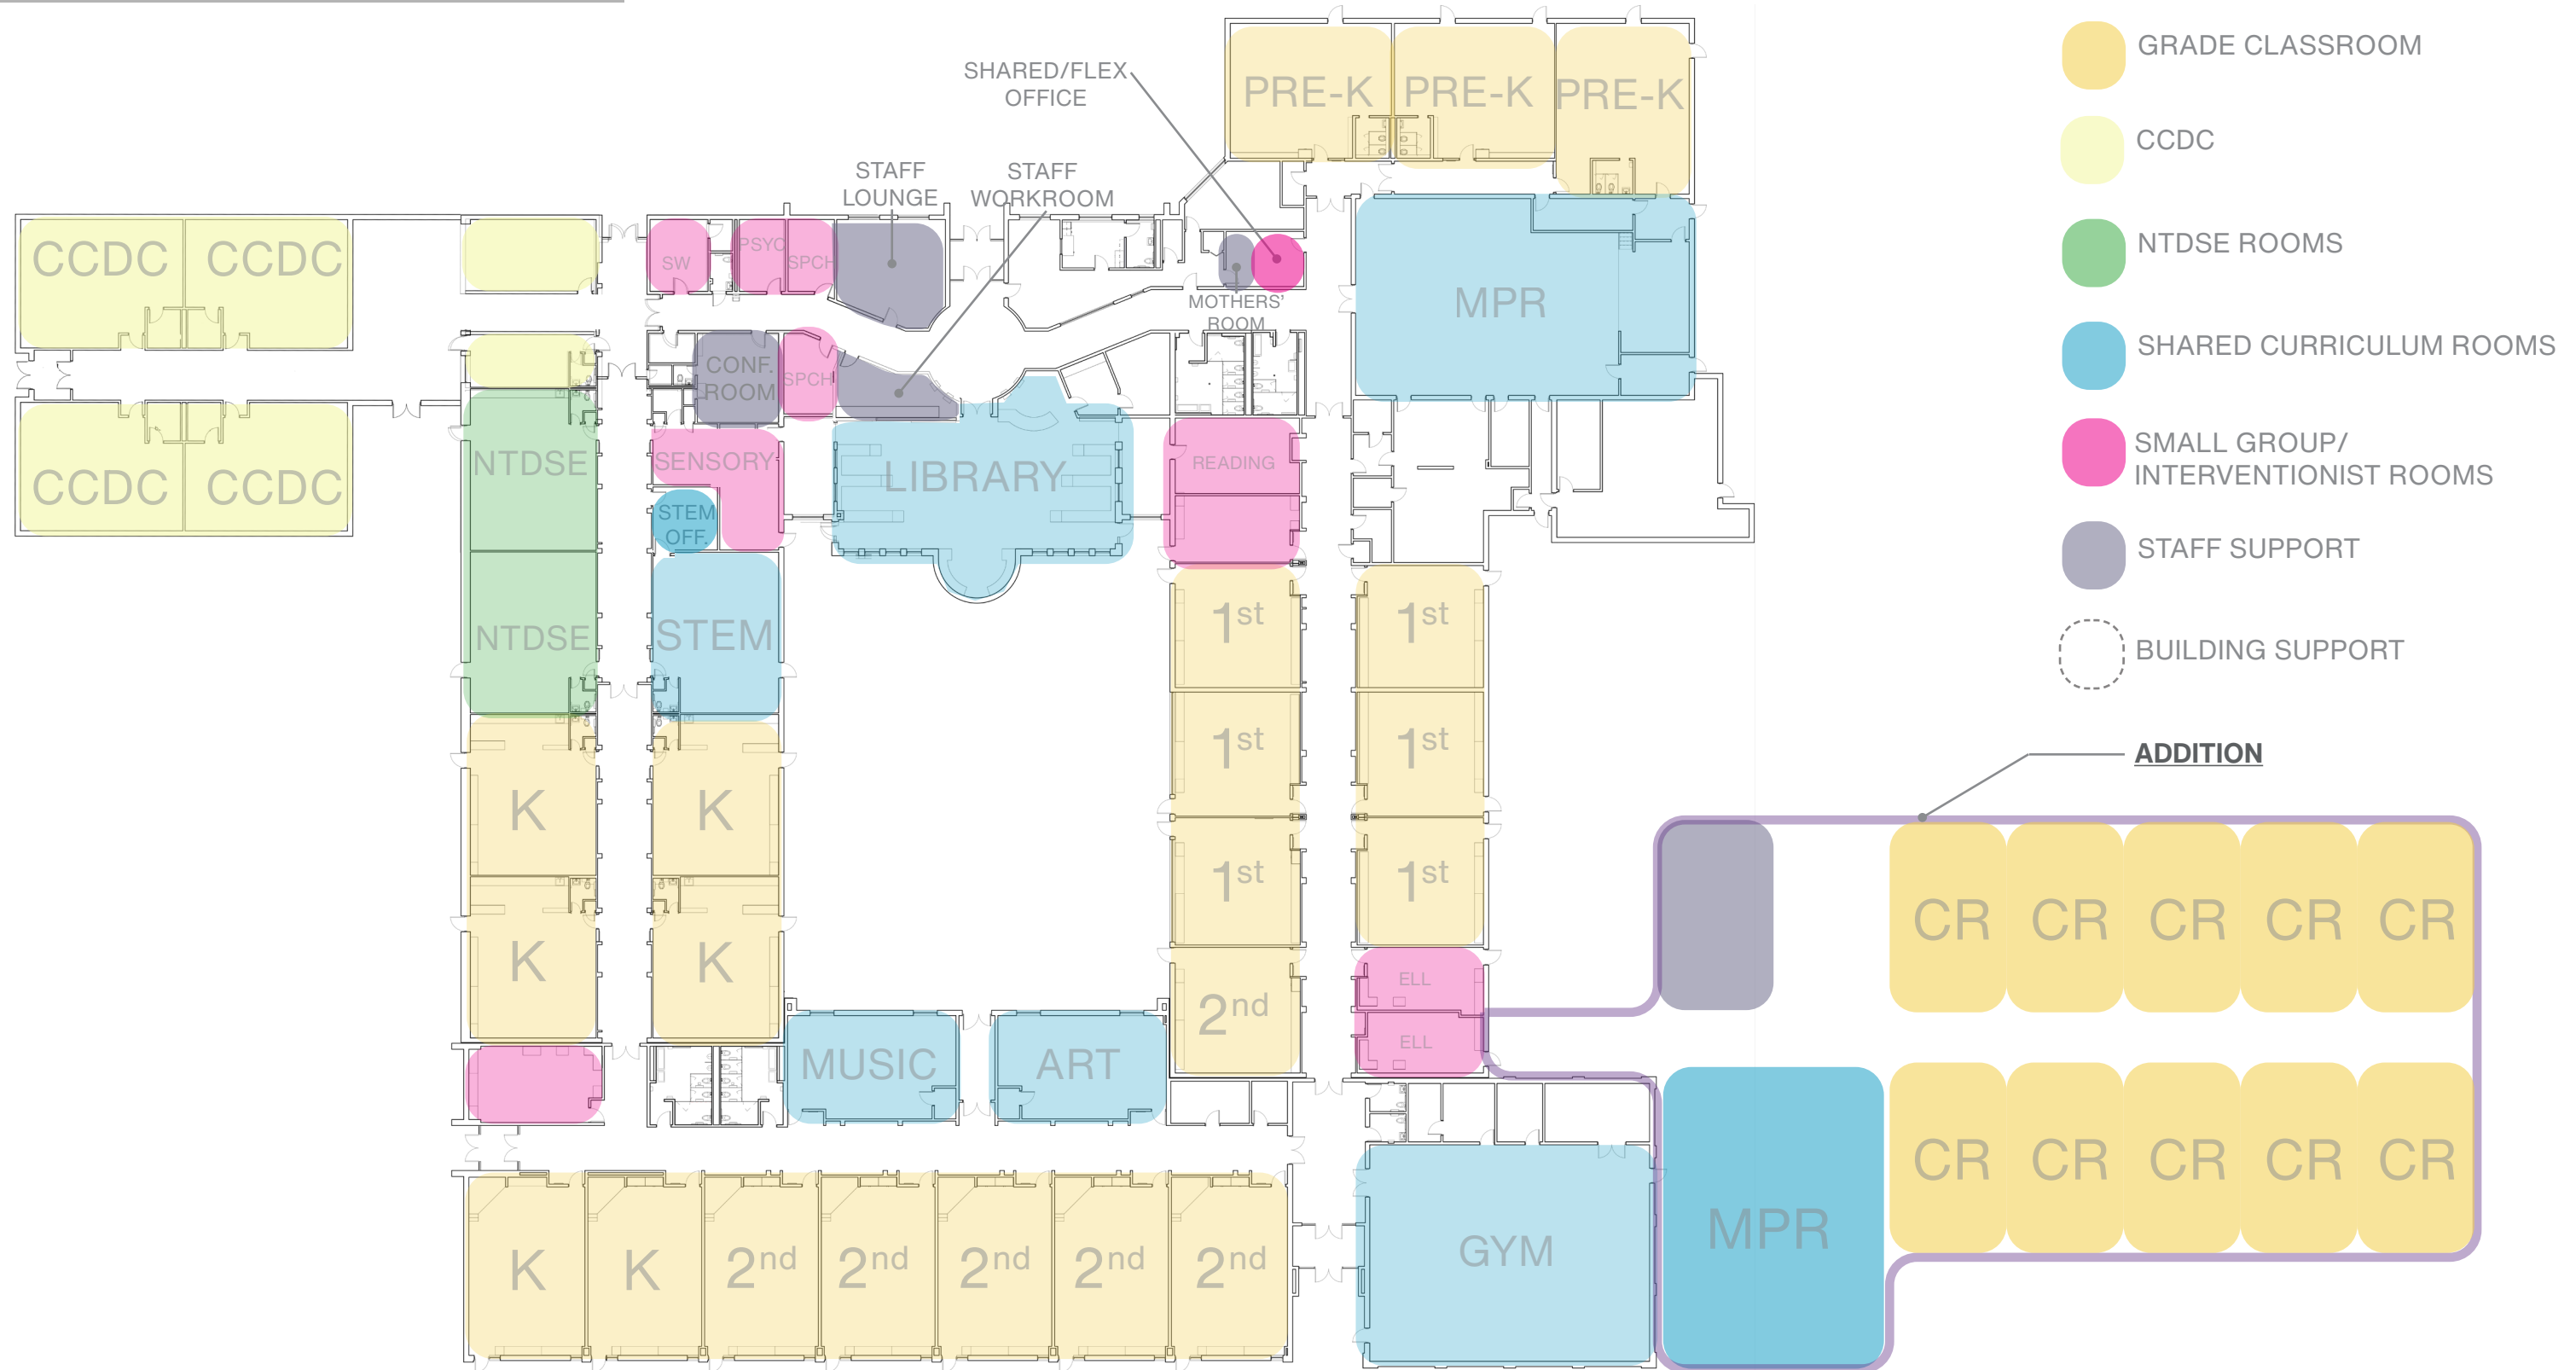 GRADE CLASSROOM
CCDC
NTDSE ROOMS
SHARED CURRICULUM ROOMS
SMALL GROUP/
INTERVENTIONIST ROOMS
STAFF SUPPORT
BUILDING SUPPORT
ADDITION
SHARED/FLEX
OFFICE
STAFF
LOUNGE
STAFF
WORKROOM
PRE-K
PRE-K
PRE-K
CCDC
CCDC
SW
PSYC
SPCH
MOTHERS'
ROOM
MPR
CONF.
ROOM
SPCH
CCDC
CCDC
NTDSE
SENSORY
STEM
OFF.
LIBRARY
READING
NTDSE
STEM
1st
1st
1st
1st
K
K
1st
1st
K
K
2nd
ELL
ELL
MUSIC
ART
CR
CR
CR
CR
CR
CR
CR
CR
CR
CR
MPR
K
K
2nd
2nd
2nd
2nd
2nd
GYM